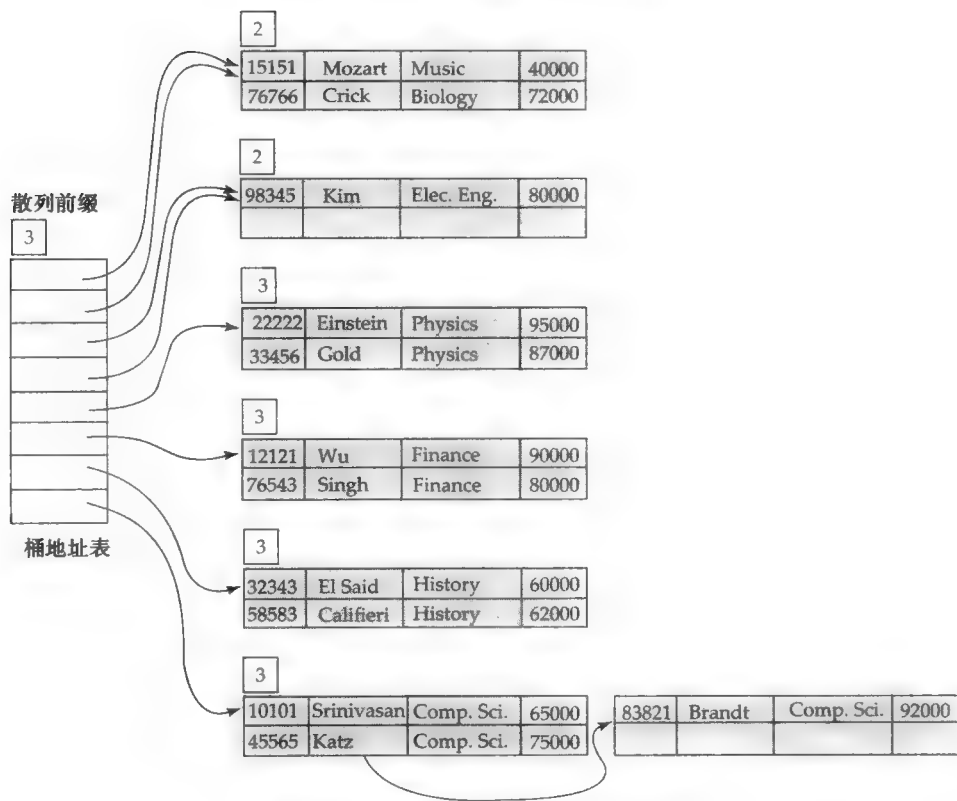 2
15151 Mozart Music 40000
76766 Crick Biology 72000
2
98345 Kim Elec. Eng. 80000
散列前缀
3
3
22222 Einstein Physics 95000
33456 Gold Physics 87000
3
12121 Wu Finance 90000
76543 Singh Finance 80000
桶地址表
3
32343 El Said History 60000
58583 Califieri History 62000
3
10101 Srinivasan Comp. Sci. 65000
45565 Katz Comp. Sci. 75000
83821 Brandt Comp. Sci. 92000